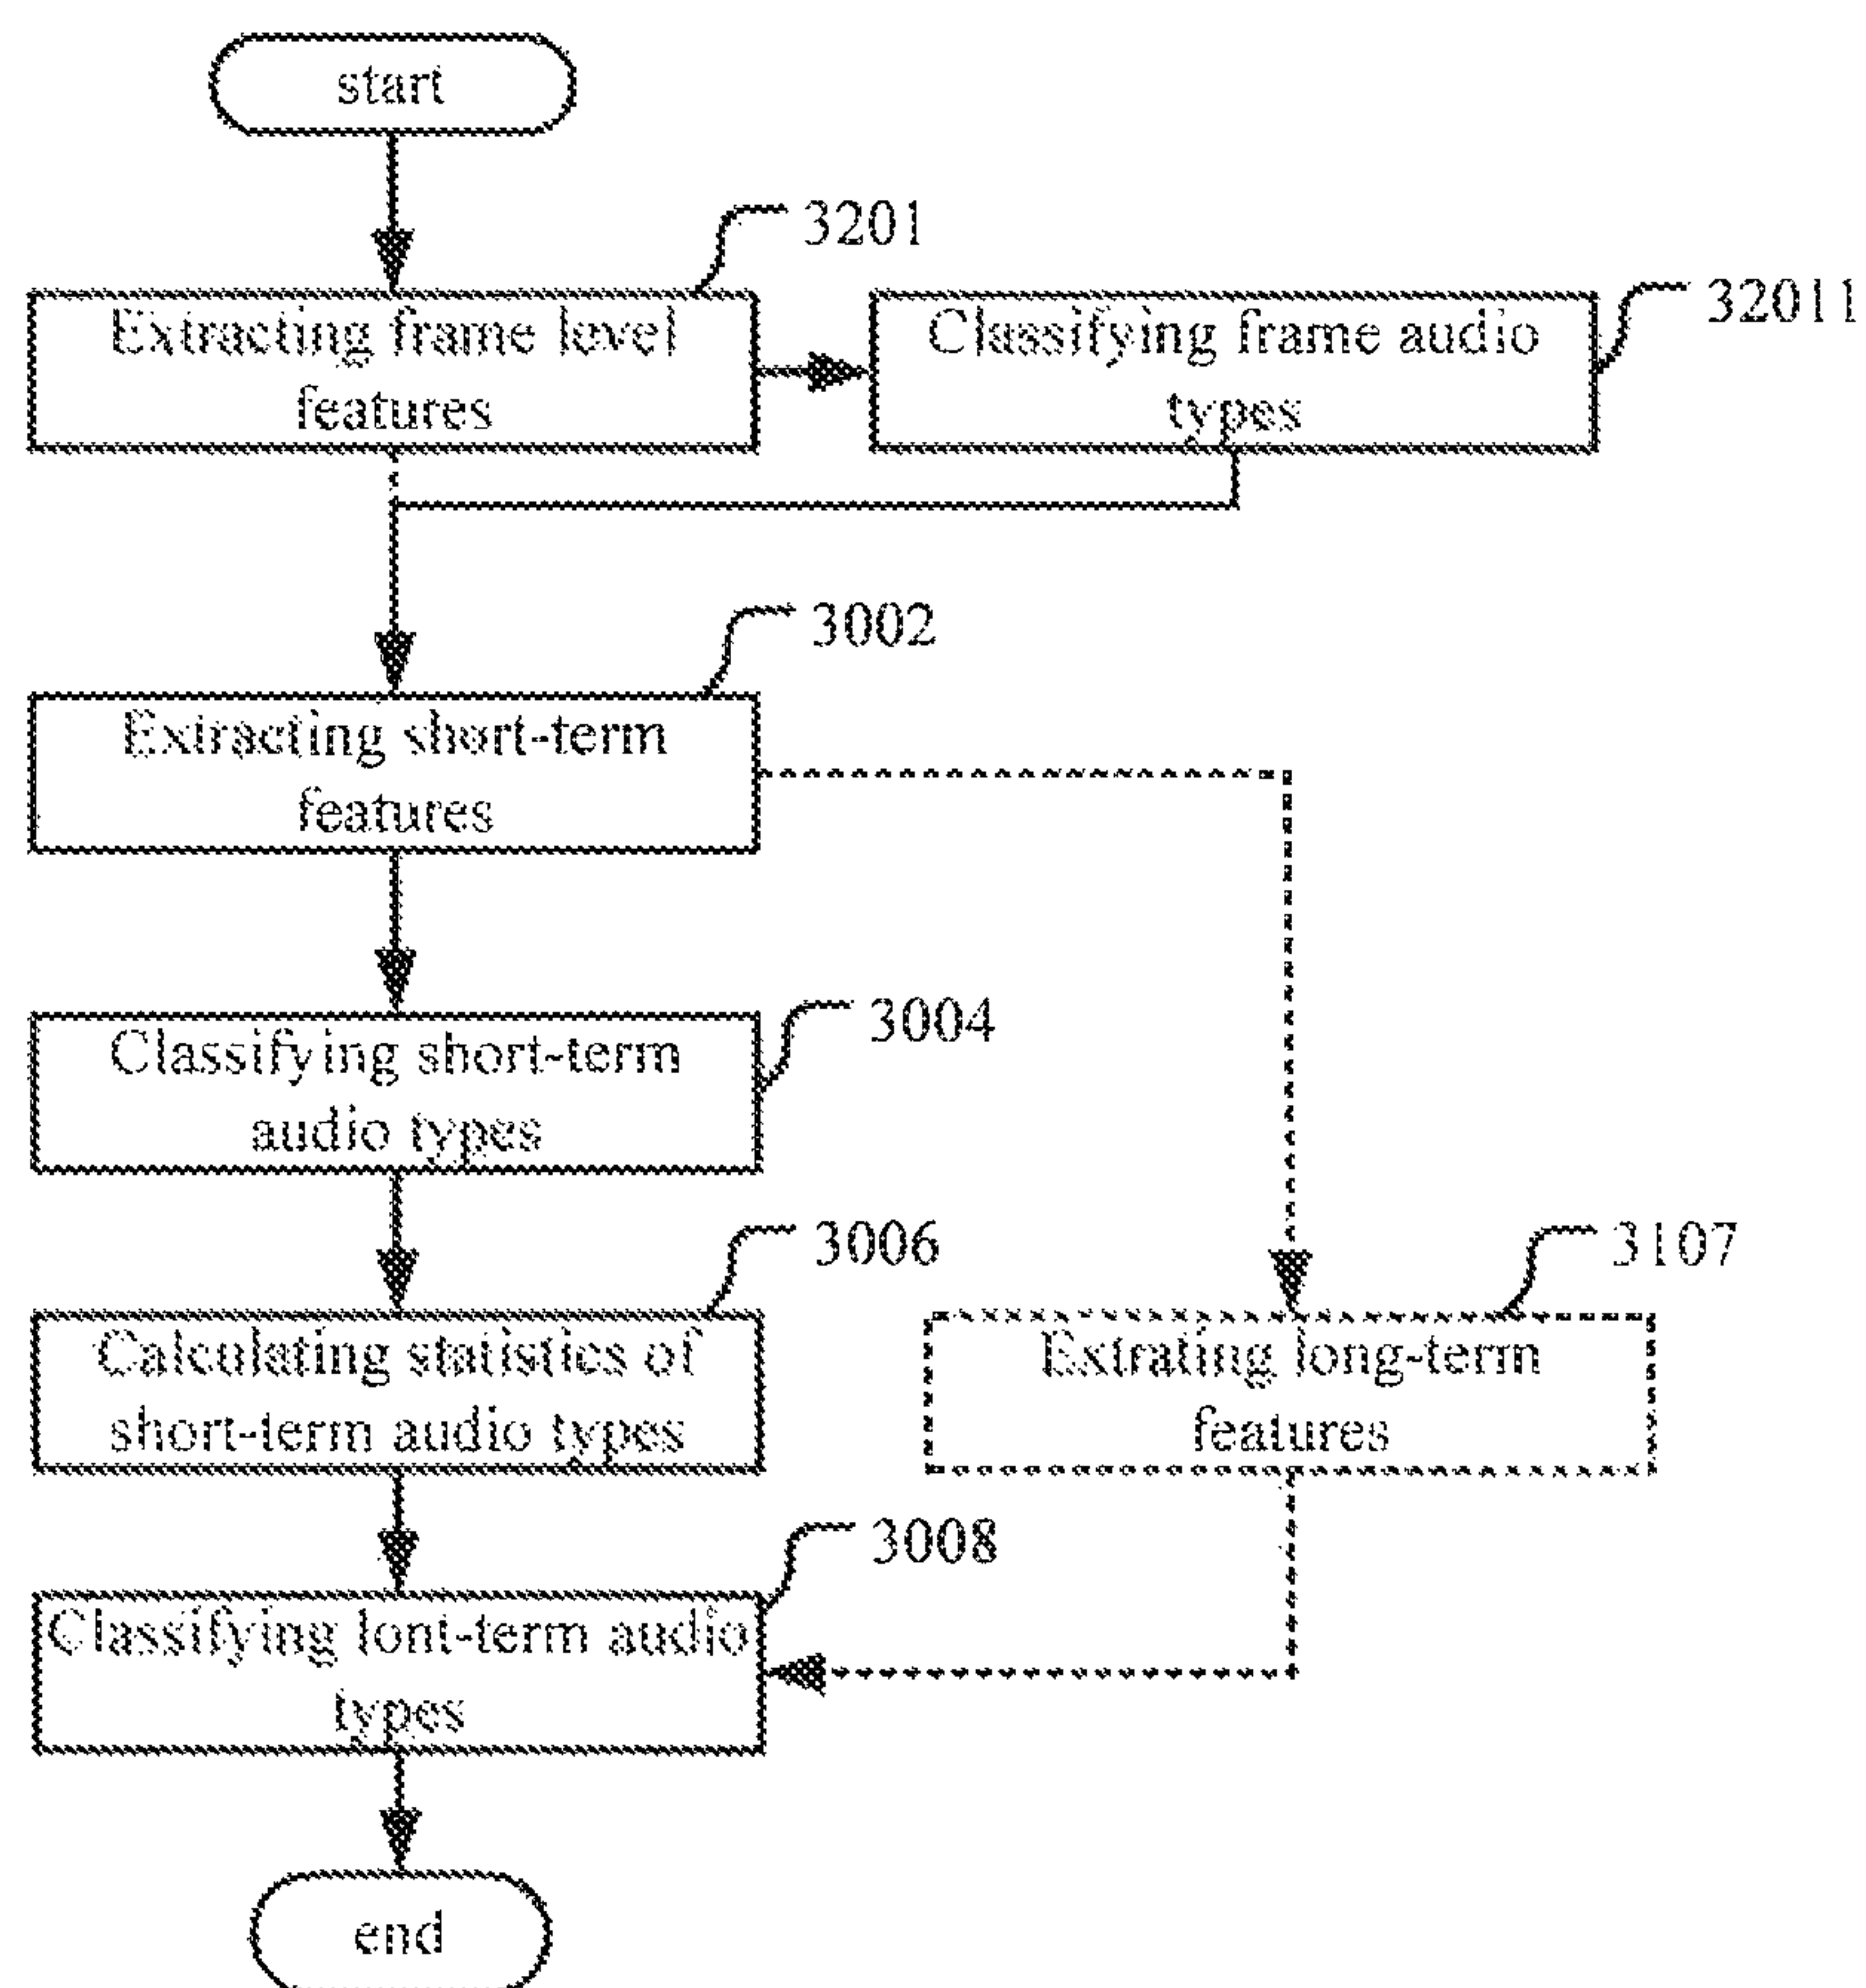 start
3201
Extracting frame level
features
32011
Classifying frame audio
types
3002
Extracting short-term
features
3004
Classifying short-term
audio types
3006
Calculating statistics of
short-term audio types
3107
Extrating long-term
features
3008
Classifying lont-term audio
types
end